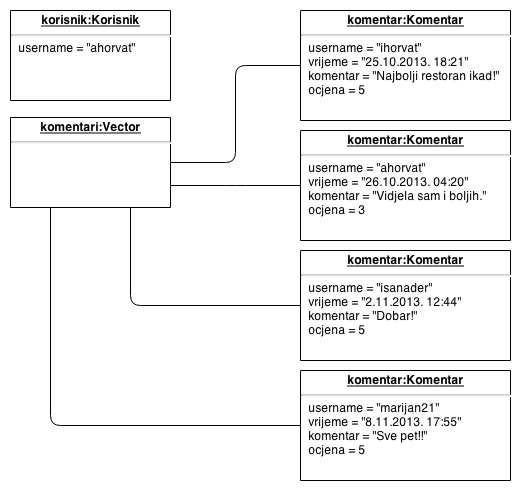 korisnik:Korisnik
username = "ahorvat"
komentari:Vector
komentar:Komentar
username = "ihorvat"
vrijeme = "25.10.2013. 18:21"
komentar = "Najbolji restoran ikad!"
ocjena = 5
komentar:Komentar
username = "ahorvat"
vrijeme = "26.10.2013. 04:20"
komentar = "Vidjela sam i boljih."
ocjena = 3
komentar:Komentar
username = "isanader"
vrijeme = "2.11.2013. 12:44"
komentar = "Dobar!"
ocjena = 5
komentar:Komentar
username = "marijan21"
vrijeme = "8.11.2013. 17:55"
komentar = "Sve pet!!"
ocjena = 5